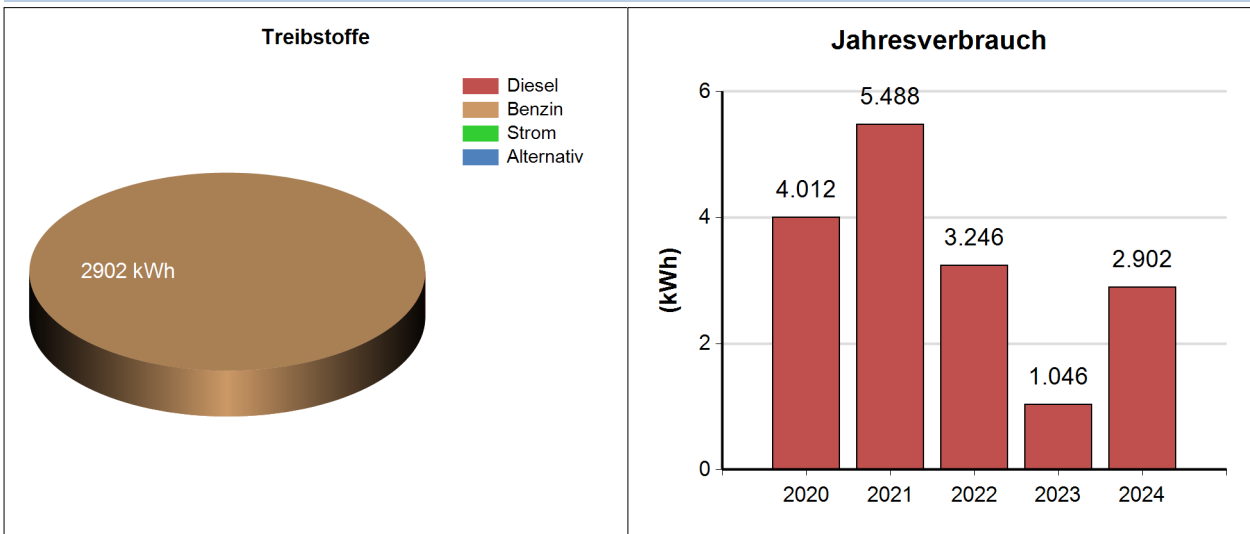 Treibstoffe
Diesel
Benzin
Strom
Alternativ
2902 kWh
Jahresverbrauch
(kWh)
6
4
2
0
4.012
5.488
3.246
1.046
2.902
2020
2021
2022
2023
2024